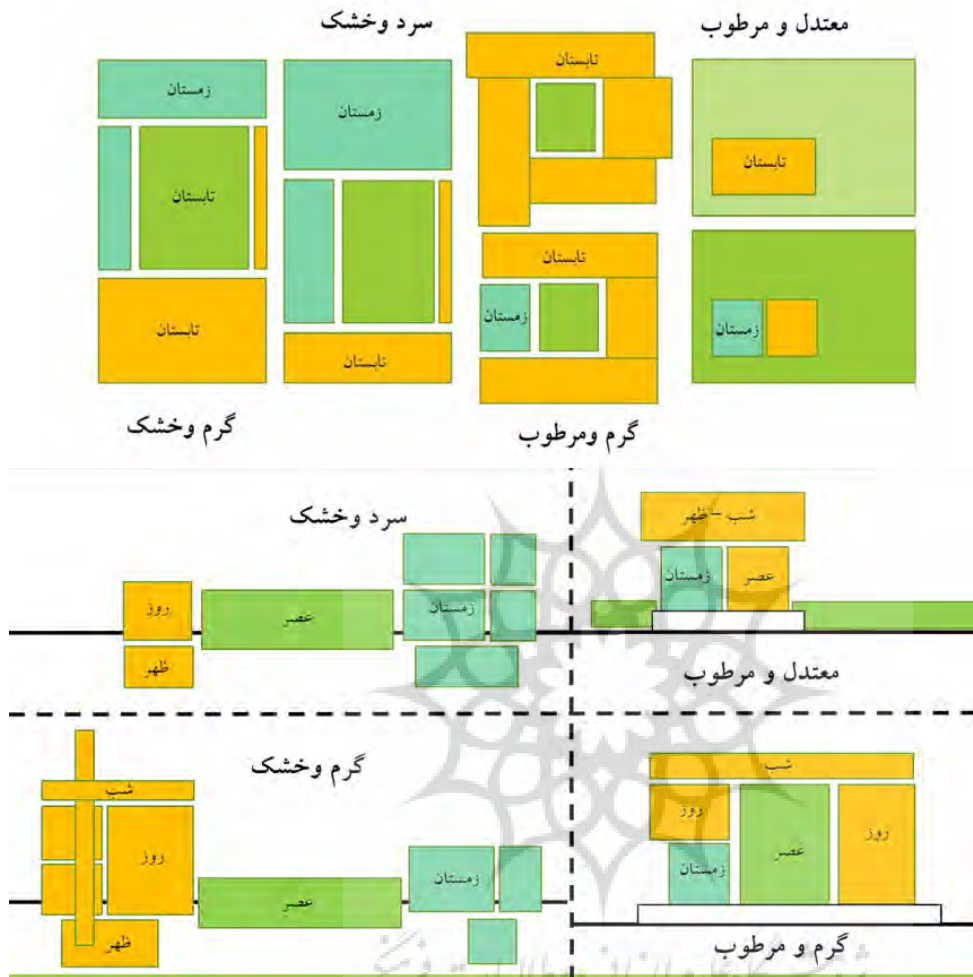 سرد وخشک
معتدل و مرطوب
زمستان
تابستان
تابستان
زمستان
تابستان
تابستان
تابستان
زمستان
تابستان
زمستان
گرم وخشک
گرم ومرطوب
سرد وخشک
روز
ظهر
عصر
زمستان
شب - ظهر
زمستان
عصر
معتدل و مرطوب
گرم وخشک
شب
روز
ظهر
عصر
زمستان
شب
روز
زمستان
عصر
روز
گرم و مرطوب